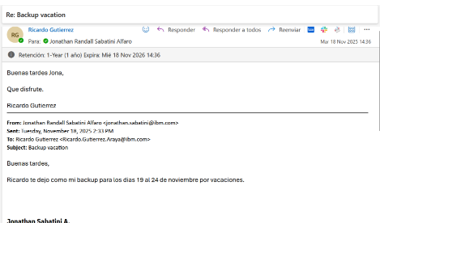 Re: Backup vacation
RG
Ricardo Gutierrez
Responder
Responder a todos
Reenviar
Para: Jonathan Randall Sabatini Alfaro
Mar 18 Nov 2025 14:36
Retención: 1-Year (1 año) Expira: Mié 18 Nov 2026 14:36
Buenas tardes Jona,
Que disfrute.
Ricardo Gutierrez
From: Jonathan Randall Sabatini Alfaro <jonathan.sabatini@ibm.com>
Sent: Tuesday, November 18, 2025 2:33 PM
To: Ricardo Gutierrez <Ricardo.Gutierrez.Araya@ibm.com>
Subject: Backup vacation
Buenas tardes,
Ricardo te dejo como mi backup para los dias 19 al 24 de noviembre por vacaciones.
Jonathan Sabatini A.